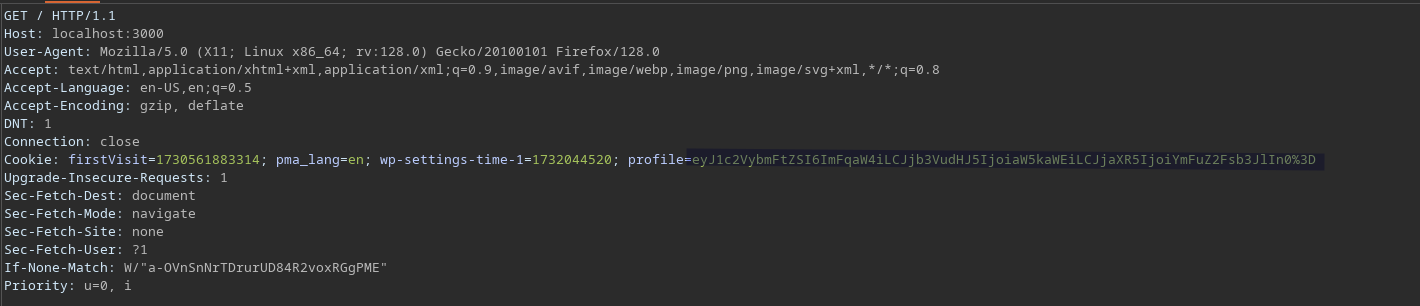 GET / HTTP/1.1
Host: localhost:3000
User-Agent: Mozilla/5.0 (X11; Linux x86_64; rv:128.0) Gecko/20100101 Firefox/128.0
Accept: text/html,application/xhtml+xml,application/xml;q=0.9,image/avif,image/webp,image/png,image/svg+xml,*/*;q=0.8
Accept-Language: en-US,en;q=0.5
Accept-Encoding: gzip, deflate
DNT: 1
Connection: close
Cookie: firstVisit=1730561883314; pma_lang=en; wp-settings-time-1=1732044520; profile=eyJ1c2VybmFtZSI6ImFqaW4iLCJjb3VudHJ5IjoiaW5kaWEiLCJjaXR5IjoiYmFuZ2Fsb3JlIn0%3D
Upgrade-Insecure-Requests: 1
Sec-Fetch-Dest: document
Sec-Fetch-Mode: navigate
Sec-Fetch-Site: none
Sec-Fetch-User: ?1
If-None-Match: W/"a-OVnSnNrTDrurUD84R2voxRGgPME"
Priority: u=0, i